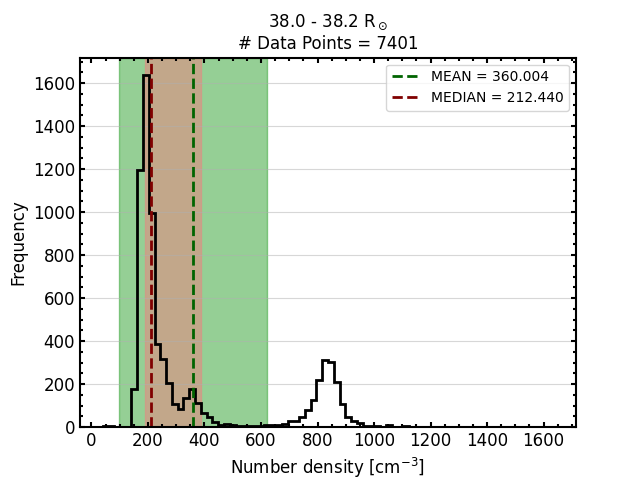 38.0 - 38.2 R⊙
# Data Points = 7401
MEAN = 360.004
MEDIAN = 212.440
Frequency
1600
1400
1200
1000
800
600
400
200
0
0 200 400 600 800 1000 1200 1400 1600
Number density [cm⁻³]